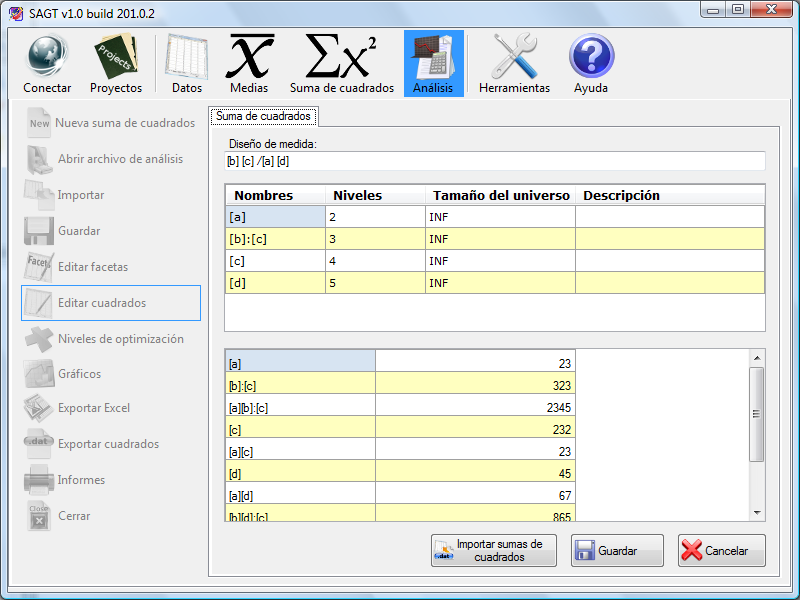 SAGT v1.0 build 201.0.2
Projects
Conectar
Proyectos
Datos
Medias
Suma de cuadrados
Análisis
Herramientas
Ayuda
New Nueva suma de cuadrados
Abrir archivo de análisis
Importar
Guardar
Facets Editar facetas
Editar cuadrados
Niveles de optimización
Gráficos
Exportar Excel
.dat Exportar cuadrados
Informes
Close Cerrar
Suma de cuadrados
Diseño de medida:
[b] [c] /[a] [d]
Nombres Niveles Tamaño del universo Descripción
[a] 2 INF
[b]:[c] 3 INF
[c] 4 INF
[d] 5 INF
[a] 23
[b]:[c] 323
[a][b]:[c] 2345
[c] 232
[a][c] 23
[d] 45
[a][d] 67
[b][d]:[c] 865
.dat Importar sumas de
cuadrados
Guardar
Cancelar